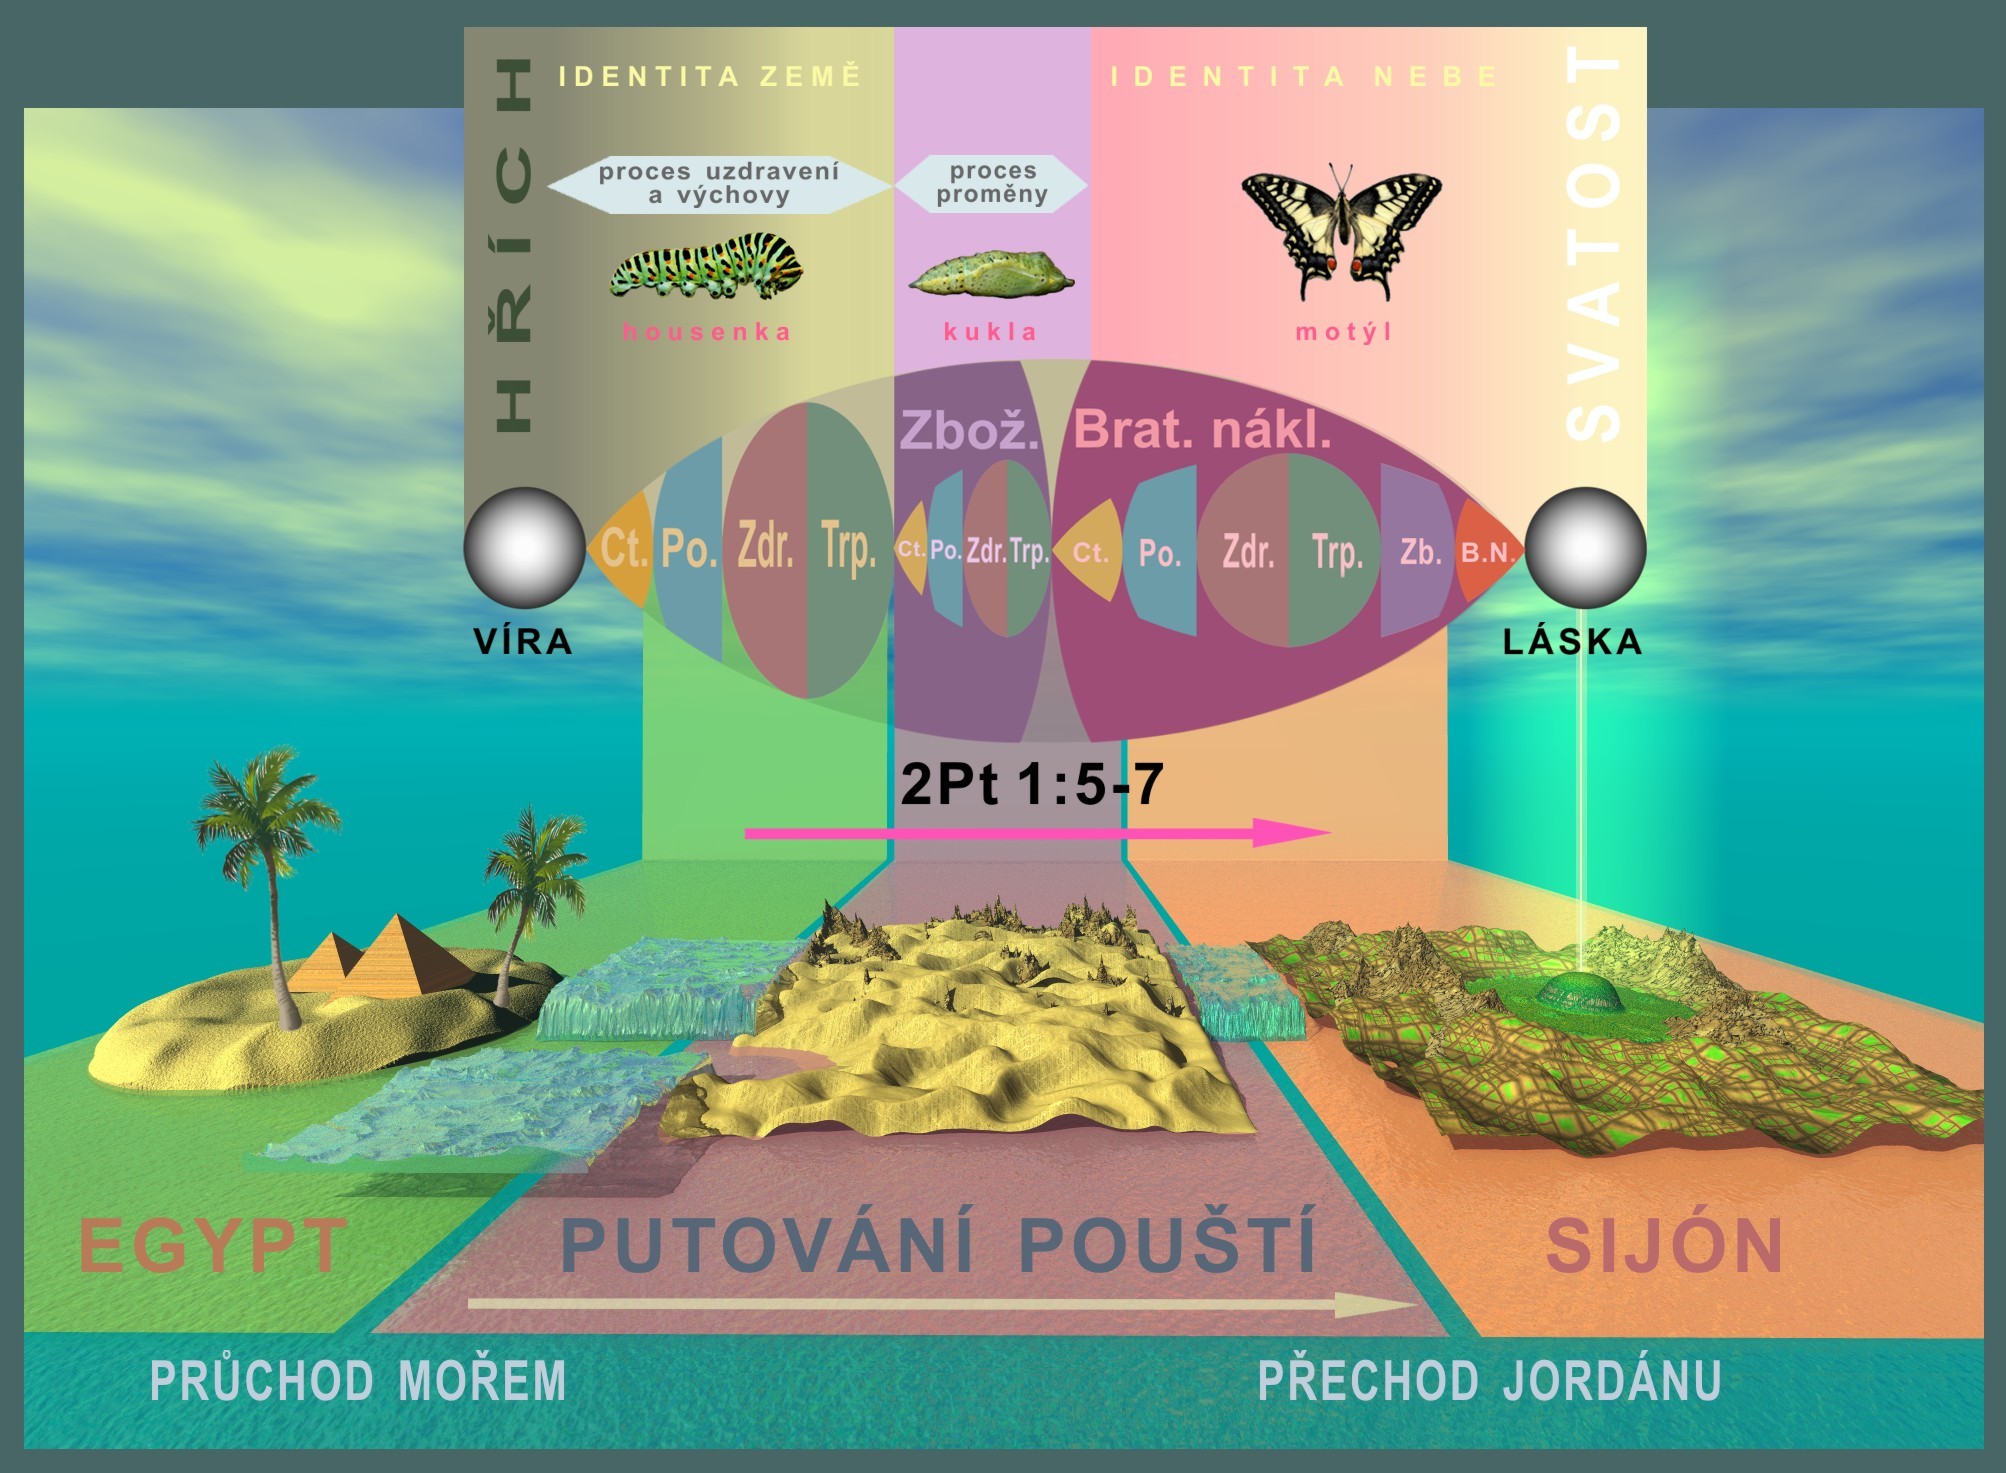 HŘÍCH
IDENTITA ZEMĚ
IDENTITA NEBE
SVATOST
proces uzdravení
a výchovy
proces
proměny
housenka
kukla
motýl
Zbož.
Brat. nákl.
Ct. Po. Zdr. Trp.
Ct. Po. Zdr. Trp.
Ct. Po. Zdr. Trp. Zb. B.N.
VÍRA
LÁSKA
2Pt 1:5-7
EGYPT
PUTOVÁNÍ POUŠTÍ
SIJÓN
PRŮCHOD MOŘEM
PŘECHOD JORDÁNU